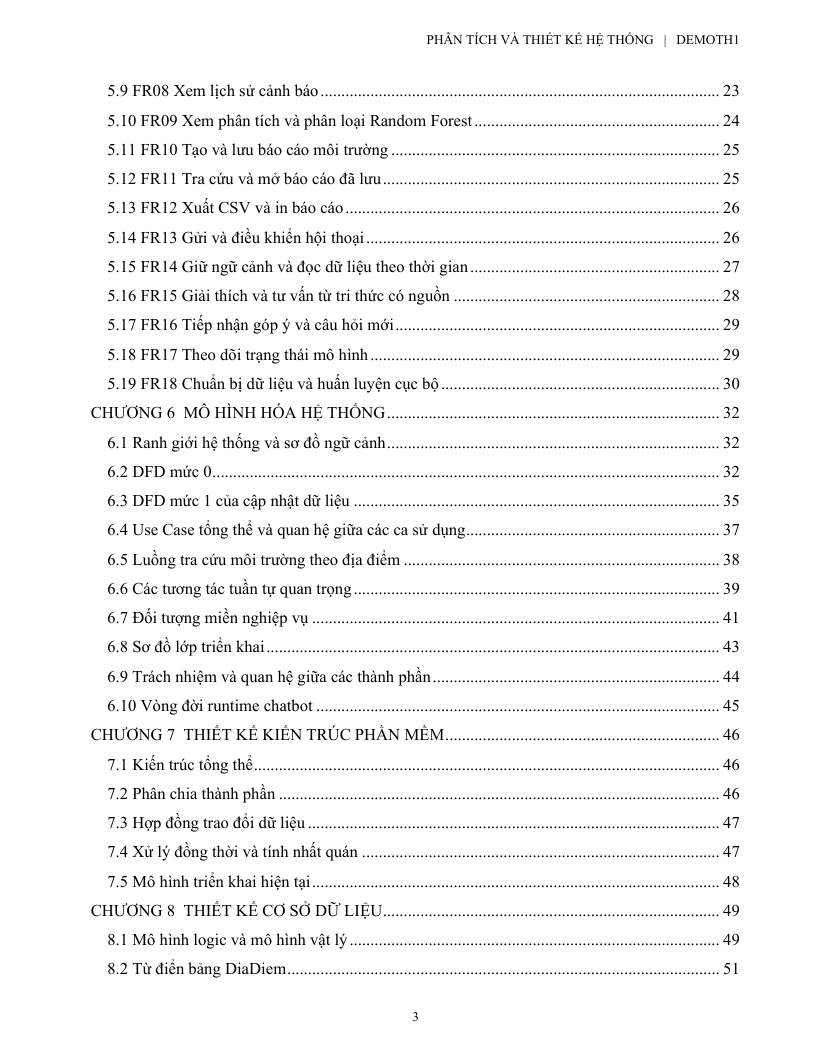 PHÂN TÍCH VÀ THIẾT KẾ HỆ THỐNG | DEMOTH1
5.9 FR08 Xem lịch sử cảnh báo ........ 23
5.10 FR09 Xem phân tích và phân loại Random Forest ........ 24
5.11 FR10 Tạo và lưu báo cáo môi trường ........ 25
5.12 FR11 Tra cứu và mở báo cáo đã lưu ........ 25
5.13 FR12 Xuất CSV và in báo cáo ........ 26
5.14 FR13 Gửi và điều khiển hội thoại ........ 26
5.15 FR14 Giữ ngữ cảnh và đọc dữ liệu theo thời gian ........ 27
5.16 FR15 Giải thích và tư vấn từ tri thức có nguồn ........ 28
5.17 FR16 Tiếp nhận góp ý và câu hỏi mới ........ 29
5.18 FR17 Theo dõi trạng thái mô hình ........ 29
5.19 FR18 Chuẩn bị dữ liệu và huấn luyện cục bộ ........ 30
CHƯƠNG 6 MÔ HÌNH HÓA HỆ THỐNG ........ 32
6.1 Ranh giới hệ thống và sơ đồ ngữ cảnh ........ 32
6.2 DFD mức 0 ........ 32
6.3 DFD mức 1 của cập nhật dữ liệu ........ 35
6.4 Use Case tổng thể và quan hệ giữa các ca sử dụng ........ 37
6.5 Luồng tra cứu môi trường theo địa điểm ........ 38
6.6 Các tương tác tuần tự quan trọng ........ 39
6.7 Đối tượng miền nghiệp vụ ........ 41
6.8 Sơ đồ lớp triển khai ........ 43
6.9 Trách nhiệm và quan hệ giữa các thành phần ........ 44
6.10 Vòng đời runtime chatbot ........ 45
CHƯƠNG 7 THIẾT KẾ KIẾN TRÚC PHẦN MỀM ........ 46
7.1 Kiến trúc tổng thể ........ 46
7.2 Phân chia thành phần ........ 46
7.3 Hợp đồng trao đổi dữ liệu ........ 47
7.4 Xử lý đồng thời và tính nhất quán ........ 47
7.5 Mô hình triển khai hiện tại ........ 48
CHƯƠNG 8 THIẾT KẾ CƠ SỞ DỮ LIỆU ........ 49
8.1 Mô hình logic và mô hình vật lý ........ 49
8.2 Từ điển bảng DiaDiem ........ 51
3